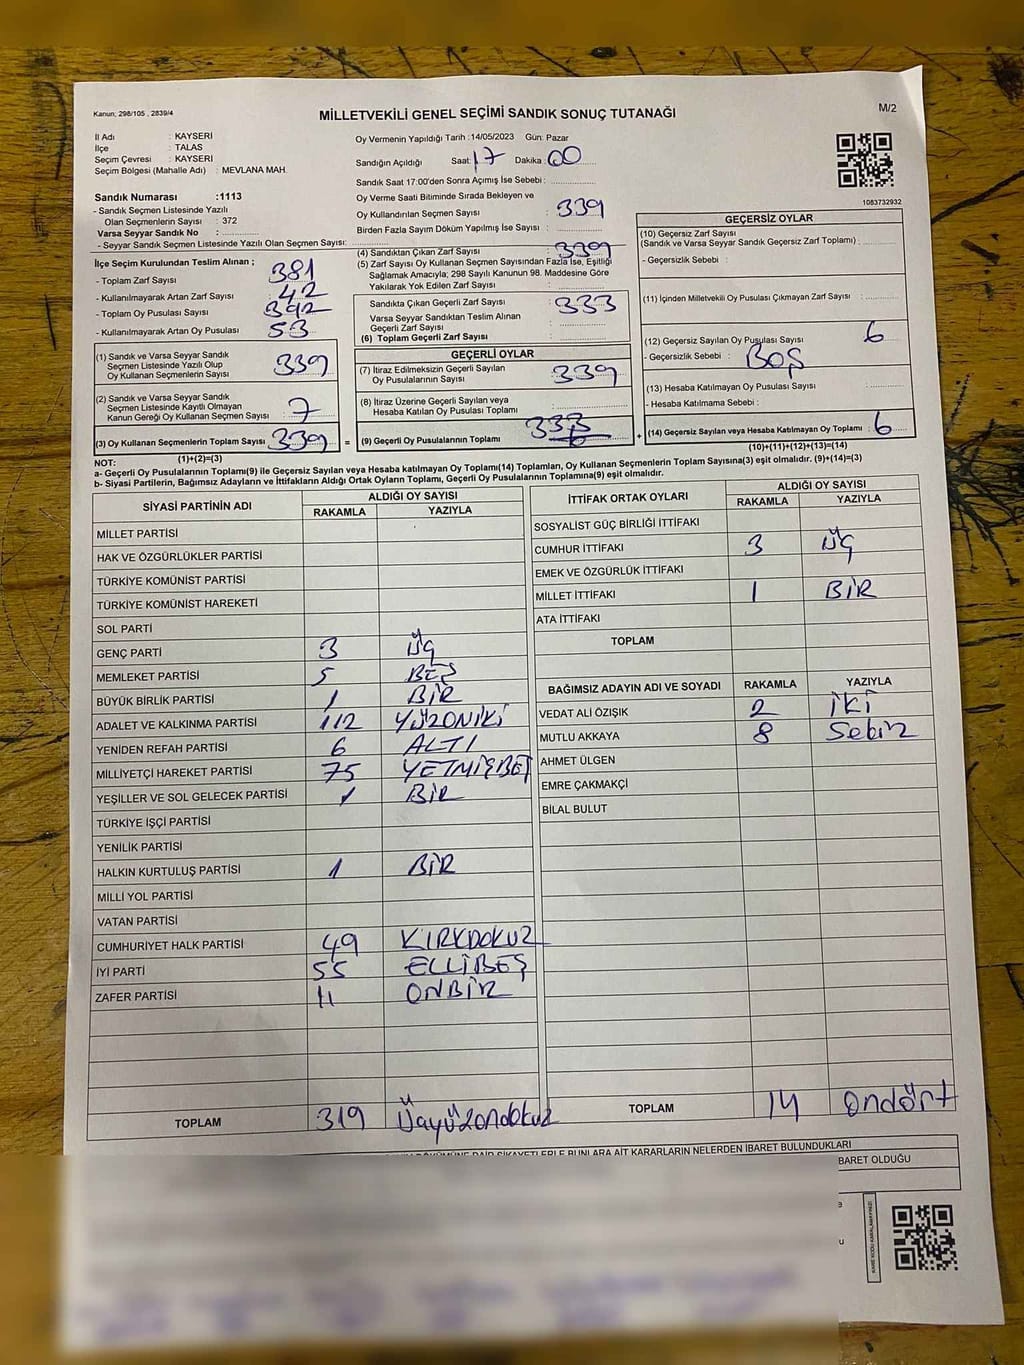 Kanun; 298/105 , 2839/4
MİLLETVEKİLİ GENEL SEÇİMİ SANDIK SONUÇ TUTANAĞI
M/2
İl Adı : KAYSERİ
İlçe : TALAS
Seçim Çevresi : KAYSERİ
Seçim Bölgesi (Mahalle Adı) : MEVLANA MAH.
Sandık Numarası :1113
- Sandık Seçmen Listesinde Yazılı
Olan Seçmenlerin Sayısı : 372
Varsa Seyyar Sandık No :
- Seyyar Sandık Seçmen Listesinde Yazılı Olan Seçmen Sayısı:
Oy Vermenin Yapıldığı Tarih :14/05/2023 Gün: Pazar
Sandığın Açıldığı Saat: 17 Dakika: 00
Sandık Saat 17:00'den Sonra Açımış İse Sebebi :
Oy Verme Saati Bitiminde Sırada Bekleyen ve
Oy Kullandırılan Seçmen Sayısı : 339
Birden Fazla Sayım Döküm Yapılmış İse Sayısı :
1083732932
İlçe Seçim Kurulundan Teslim Alınan ;
- Toplam Zarf Sayısı : 381
- Kullanılmayarak Artan Zarf Sayısı : 42
- Toplam Oy Pusulası Sayısı : 392
- Kullanılmayarak Artan Oy Pusulası : 53
(1) Sandık ve Varsa Seyyar Sandık
Seçmen Listesinde Yazılı Olup
Oy Kullanan Seçmenlerin Sayısı : 339
(2) Sandık ve Varsa Seyyar Sandık
Seçmen Listesinde Kayıtlı Olmayan
Kanun Gereği Oy Kullanan Seçmen Sayısı : 7
(3) Oy Kullanan Seçmenlerin Toplam Sayısı : 339
(1)+(2)=(3)
(4) Sandıktan Çıkan Zarf Sayısı : 339
(5) Zarf Sayısı Oy Kullanan Seçmen Sayısından Fazla İse, Eşitliği
Sağlamak Amacıyla; 298 Sayılı Kanunun 98. Maddesine Göre
Yakılarak Yok Edilen Zarf Sayısı :
Sandıkta Çıkan Geçerli Zarf Sayısı : 333
Varsa Seyyar Sandıktan Teslim Alınan
Geçerli Zarf Sayısı :
(6) Toplam Geçerli Zarf Sayısı :
GEÇERLİ OYLAR
(7) İtiraz Edilmeksizin Geçerli Sayılan
Oy Pusulalarının Sayısı : 339
(8) İtiraz Üzerine Geçerli Sayılan veya
Hesaba Katılan Oy Pusulası Toplamı :
= (9) Geçerli Oy Pusulalarının Toplamı : 333
GEÇERSİZ OYLAR
(10) Geçersiz Zarf Sayısı
(Sandık ve Varsa Seyyar Sandık Geçersiz Zarf Toplamı) :
- Geçersizlik Sebebi :
(11) İçinden Milletvekili Oy Pusulası Çıkmayan Zarf Sayısı :
(12) Geçersiz Sayılan Oy Pusulası Sayısı : 6
- Geçersizlik Sebebi : BOŞ
(13) Hesaba Katılmayan Oy Pusulası Sayısı :
- Hesaba Katılmama Sebebi :
+ (14) Geçersiz Sayılan veya Hesaba Katılmayan Oy Toplamı : 6
(10)+(11)+(12)+(13)=(14)
NOT:
a- Geçerli Oy Pusulalarının Toplamı(9) ile Geçersiz Sayılan veya Hesaba katılmayan Oy Toplamı(14) Toplamları, Oy Kullanan Seçmenlerin Toplam Sayısına(3) eşit olmalıdır. (9)+(14)=(3)
b- Siyasi Partilerin, Bağımsız Adayların ve İttifakların Aldığı Ortak Oyların Toplamı, Geçerli Oy Pusulalarının Toplamına(9) eşit olmalıdır.
SİYASİ PARTİNİN ADI ALDIĞI OY SAYISI
RAKAMLA YAZIYLA
MİLLET PARTİSİ
HAK VE ÖZGÜRLÜKLER PARTİSİ
TÜRKİYE KOMÜNİST PARTİSİ
TÜRKİYE KOMÜNİST HAREKETİ
SOL PARTİ
GENÇ PARTİ 3 Üç
MEMLEKET PARTİSİ 5 BEŞ
BÜYÜK BİRLİK PARTİSİ 1 BİR
ADALET VE KALKINMA PARTİSİ 112 YÜZONİKİ
YENİDEN REFAH PARTİSİ 6 ALTI
MİLLİYETÇİ HAREKET PARTİSİ 75 YETMİŞBEŞ
YEŞİLLER VE SOL GELECEK PARTİSİ 1 BİR
TÜRKİYE İŞÇİ PARTİSİ
YENİLİK PARTİSİ
HALKIN KURTULUŞ PARTİSİ 1 BİR
MİLLİ YOL PARTİSİ
VATAN PARTİSİ
CUMHURİYET HALK PARTİSİ 49 KIRKDOKUZ
İYİ PARTİ 55 ELLİBEŞ
ZAFER PARTİSİ 11 ONBİR
TOPLAM 319 Üçyüzondokuz
İTTİFAK ORTAK OYLARI ALDIĞI OY SAYISI
RAKAMLA YAZIYLA
SOSYALİST GÜÇ BİRLİĞİ İTTİFAKI
CUMHUR İTTİFAKI 3 Üç
EMEK VE ÖZGÜRLÜK İTTİFAKI
MİLLET İTTİFAKI 1 BİR
ATA İTTİFAKI
TOPLAM
BAĞIMSIZ ADAYIN ADI VE SOYADI RAKAMLA YAZIYLA
VEDAT ALİ ÖZIŞIK 2 İKİ
MUTLU AKKAYA 8 Sekiz
AHMET ÜLGEN
EMRE ÇAKMAKÇİ
BİLAL BULUT
TOPLAM 14 Ondört
DÖKÜMÜNE DAİR ŞİKAYETLERLE BUNLARA AİT KARARLARIN NELERDEN İBARET BULUNDUKLARI
BARET OLDUĞU